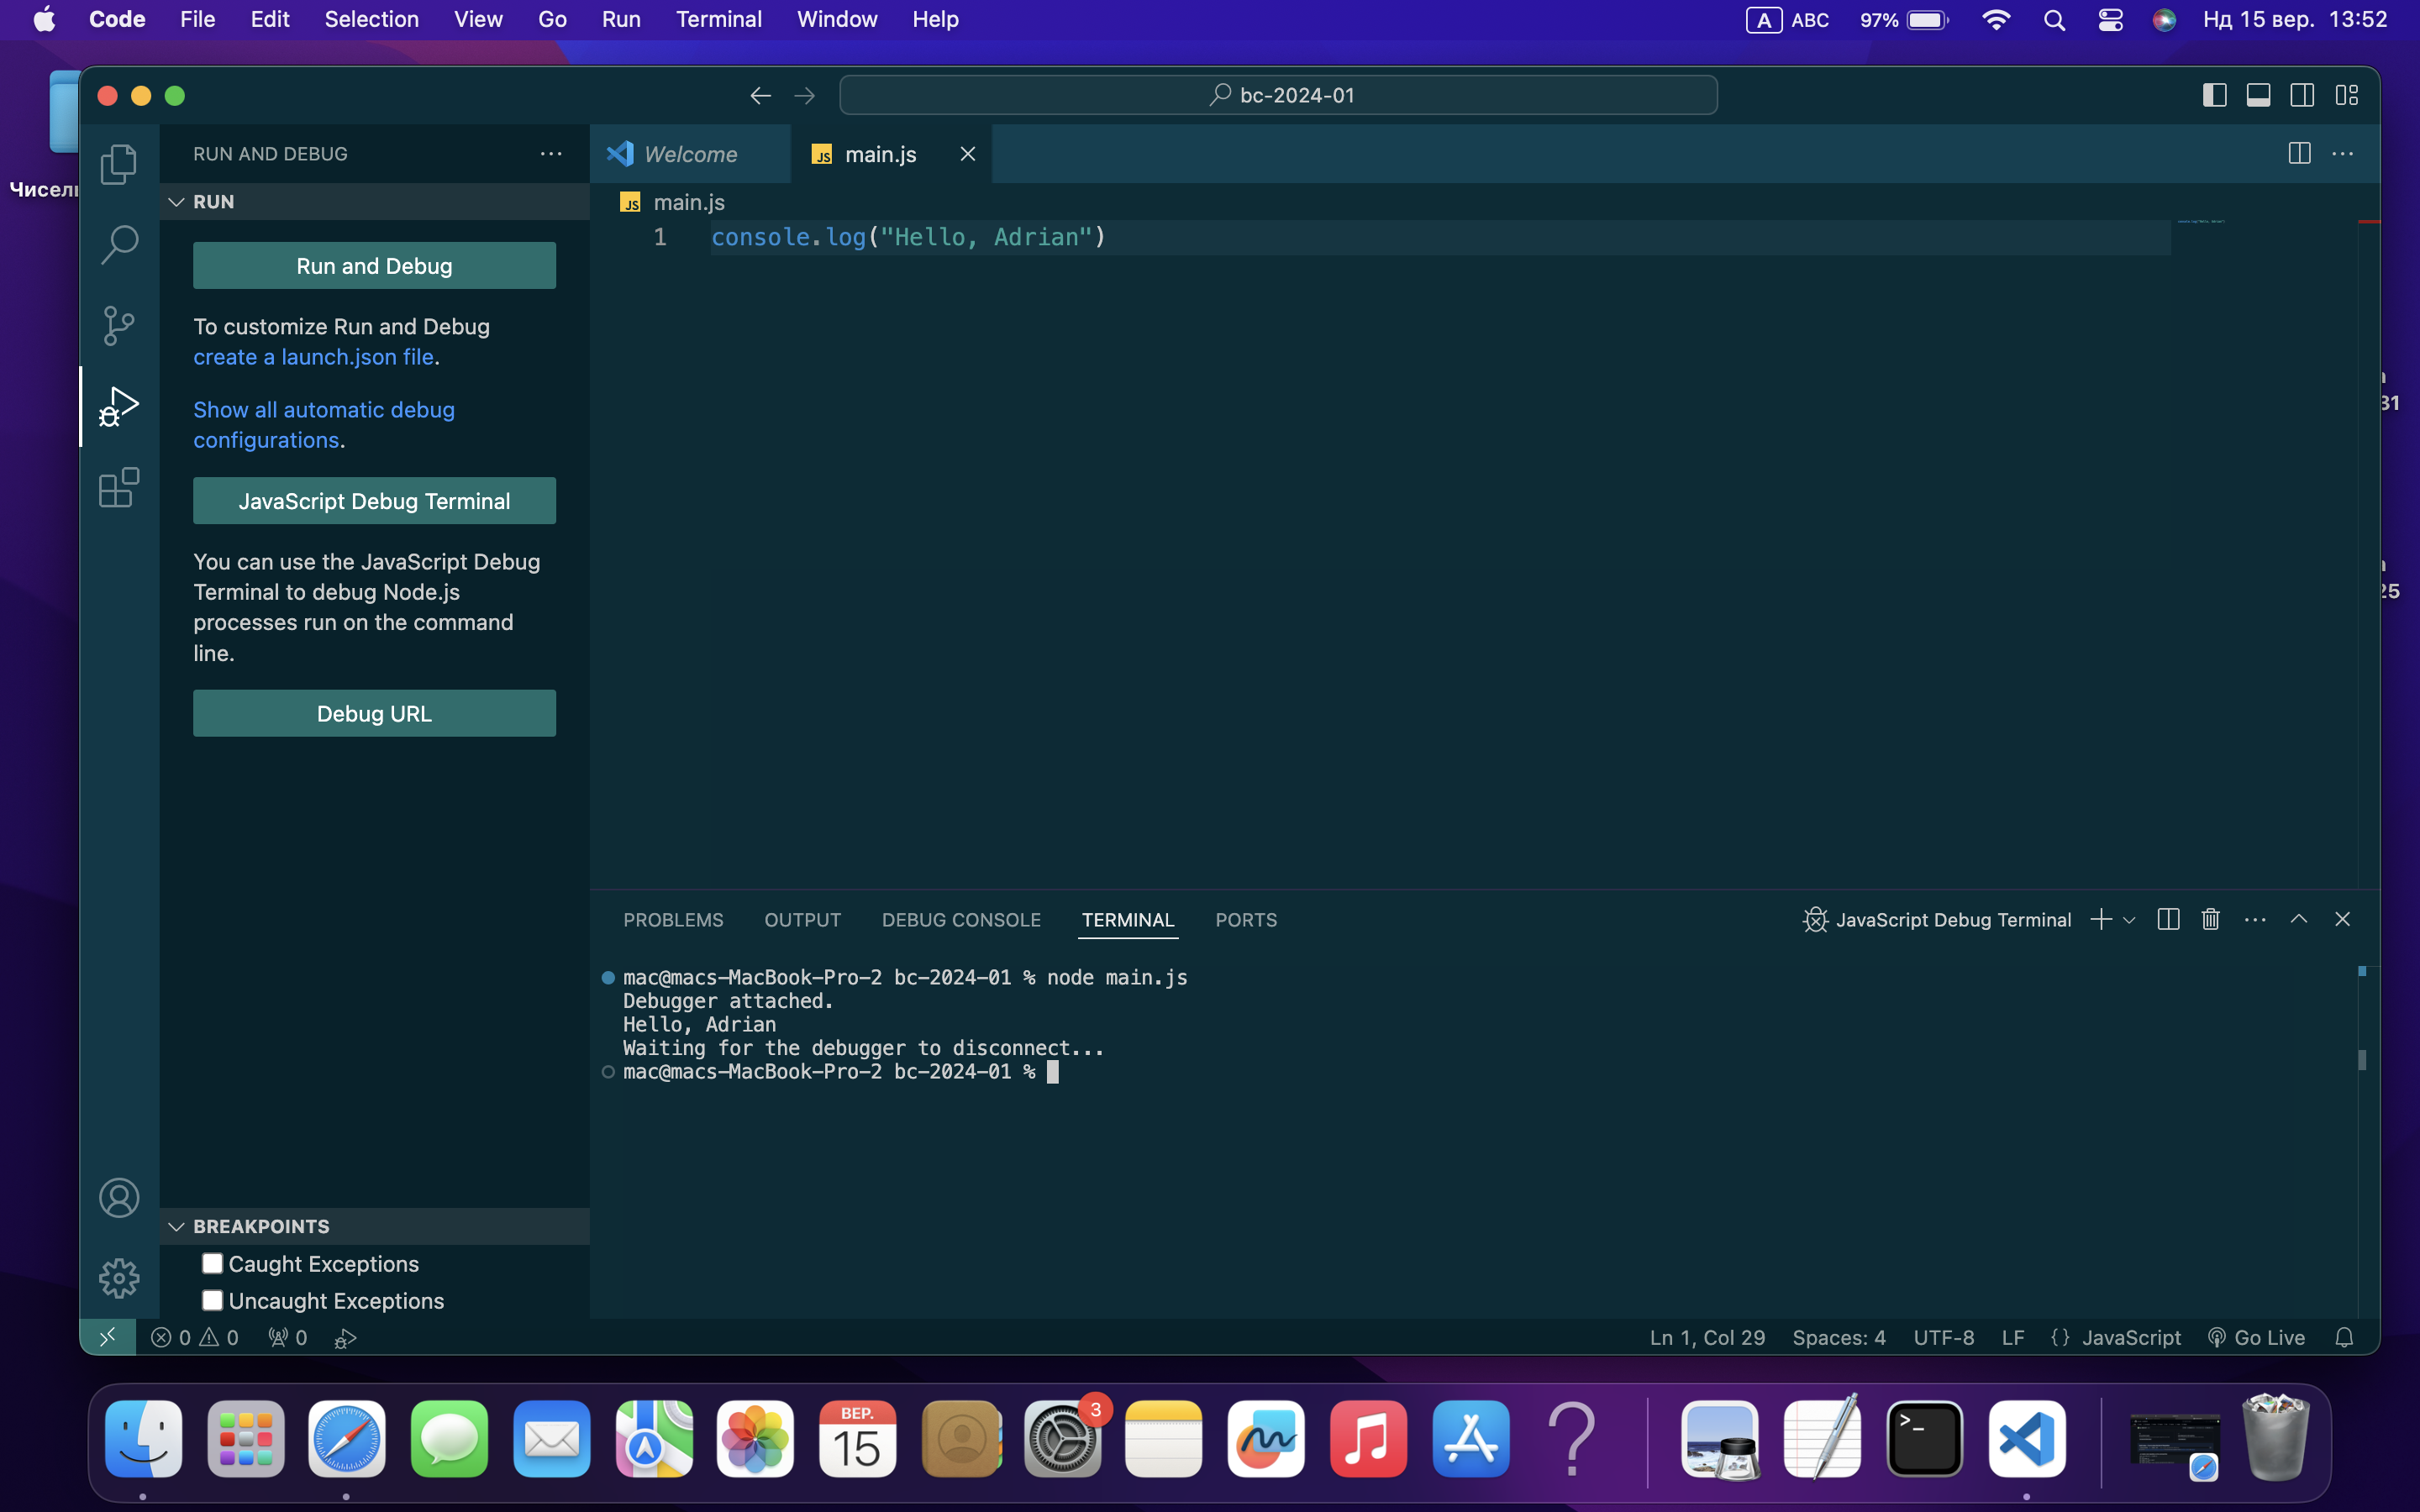 Code File Edit Selection View Go Run Terminal Window Help A ABC 97% Нд 15 вер. 13:52
bc-2024-01
RUN AND DEBUG
RUN
Run and Debug
To customize Run and Debug
create a launch.json file.
Show all automatic debug
configurations.
JavaScript Debug Terminal
You can use the JavaScript Debug
Terminal to debug Node.js
processes run on the command
line.
Debug URL
BREAKPOINTS
Caught Exceptions
Uncaught Exceptions
Welcome JS main.js
JS main.js
1 console.log("Hello, Adrian")
PROBLEMS OUTPUT DEBUG CONSOLE TERMINAL PORTS JavaScript Debug Terminal
mac@macs-MacBook-Pro-2 bc-2024-01 % node main.js
Debugger attached.
Hello, Adrian
Waiting for the debugger to disconnect...
mac@macs-MacBook-Pro-2 bc-2024-01 %
0 0 0 Ln 1, Col 29 Spaces: 4 UTF-8 LF {} JavaScript Go Live
31
25
ВЕР.
15
3
>_